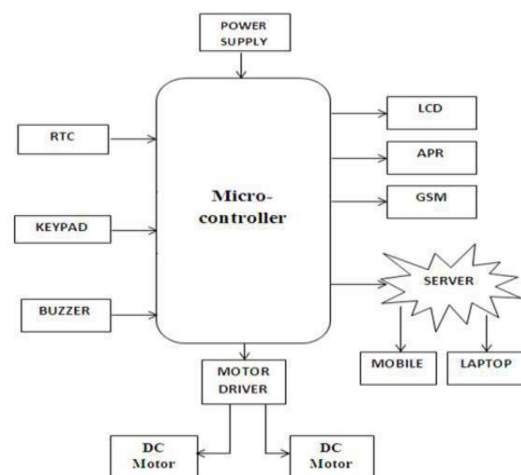 POWER
SUPPLY
LCD
RTC
APR
Micro-
controller
GSM
KEYPAD
SERVER
BUZZER
MOTOR
DRIVER
MOBILE
LAPTOP
DC
Motor
DC
Motor